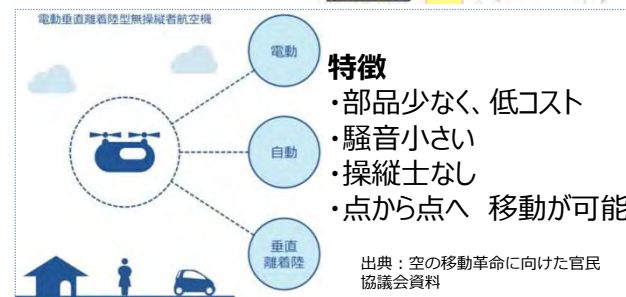 電動垂直離着陸型無操縦者航空機
電動
自動
垂直
離着陸
特徴
・部品少なく、低コスト
・騒音小さい
・操縦士なし
・点から点へ 移動が可能
出典：空の移動革命に向けた官民
協議会資料